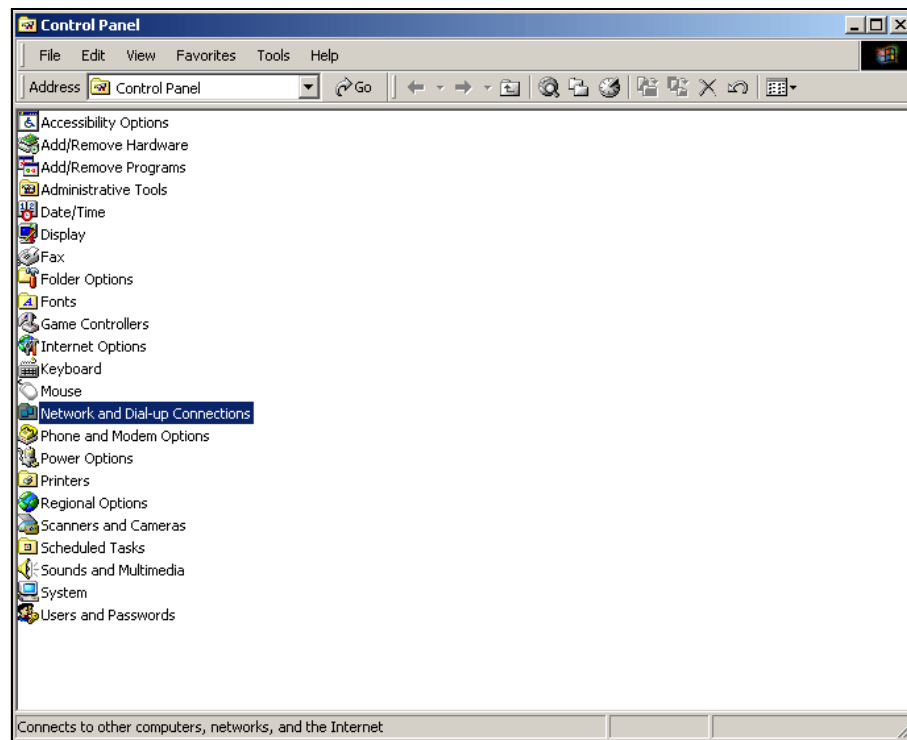 Control Panel
File Edit View Favorites Tools Help
Address Control Panel Go
Accessibility Options
Add/Remove Hardware
Add/Remove Programs
Administrative Tools
Date/Time
Display
Fax
Folder Options
Fonts
Game Controllers
Internet Options
Keyboard
Mouse
Network and Dial-up Connections
Phone and Modem Options
Power Options
Printers
Regional Options
Scanners and Cameras
Scheduled Tasks
Sounds and Multimedia
System
Users and Passwords
Connects to other computers, networks, and the Internet